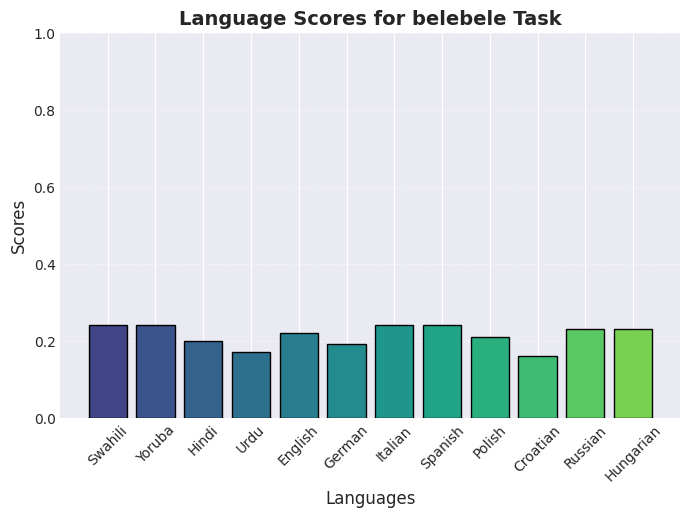 Language Scores for belebele Task
Scores
1.0
0.8
0.6
0.4
0.2
0.0
Swahili
Yoruba
Hindi
Urdu
English
German
Italian
Spanish
Polish
Croatian
Russian
Hungarian
Languages